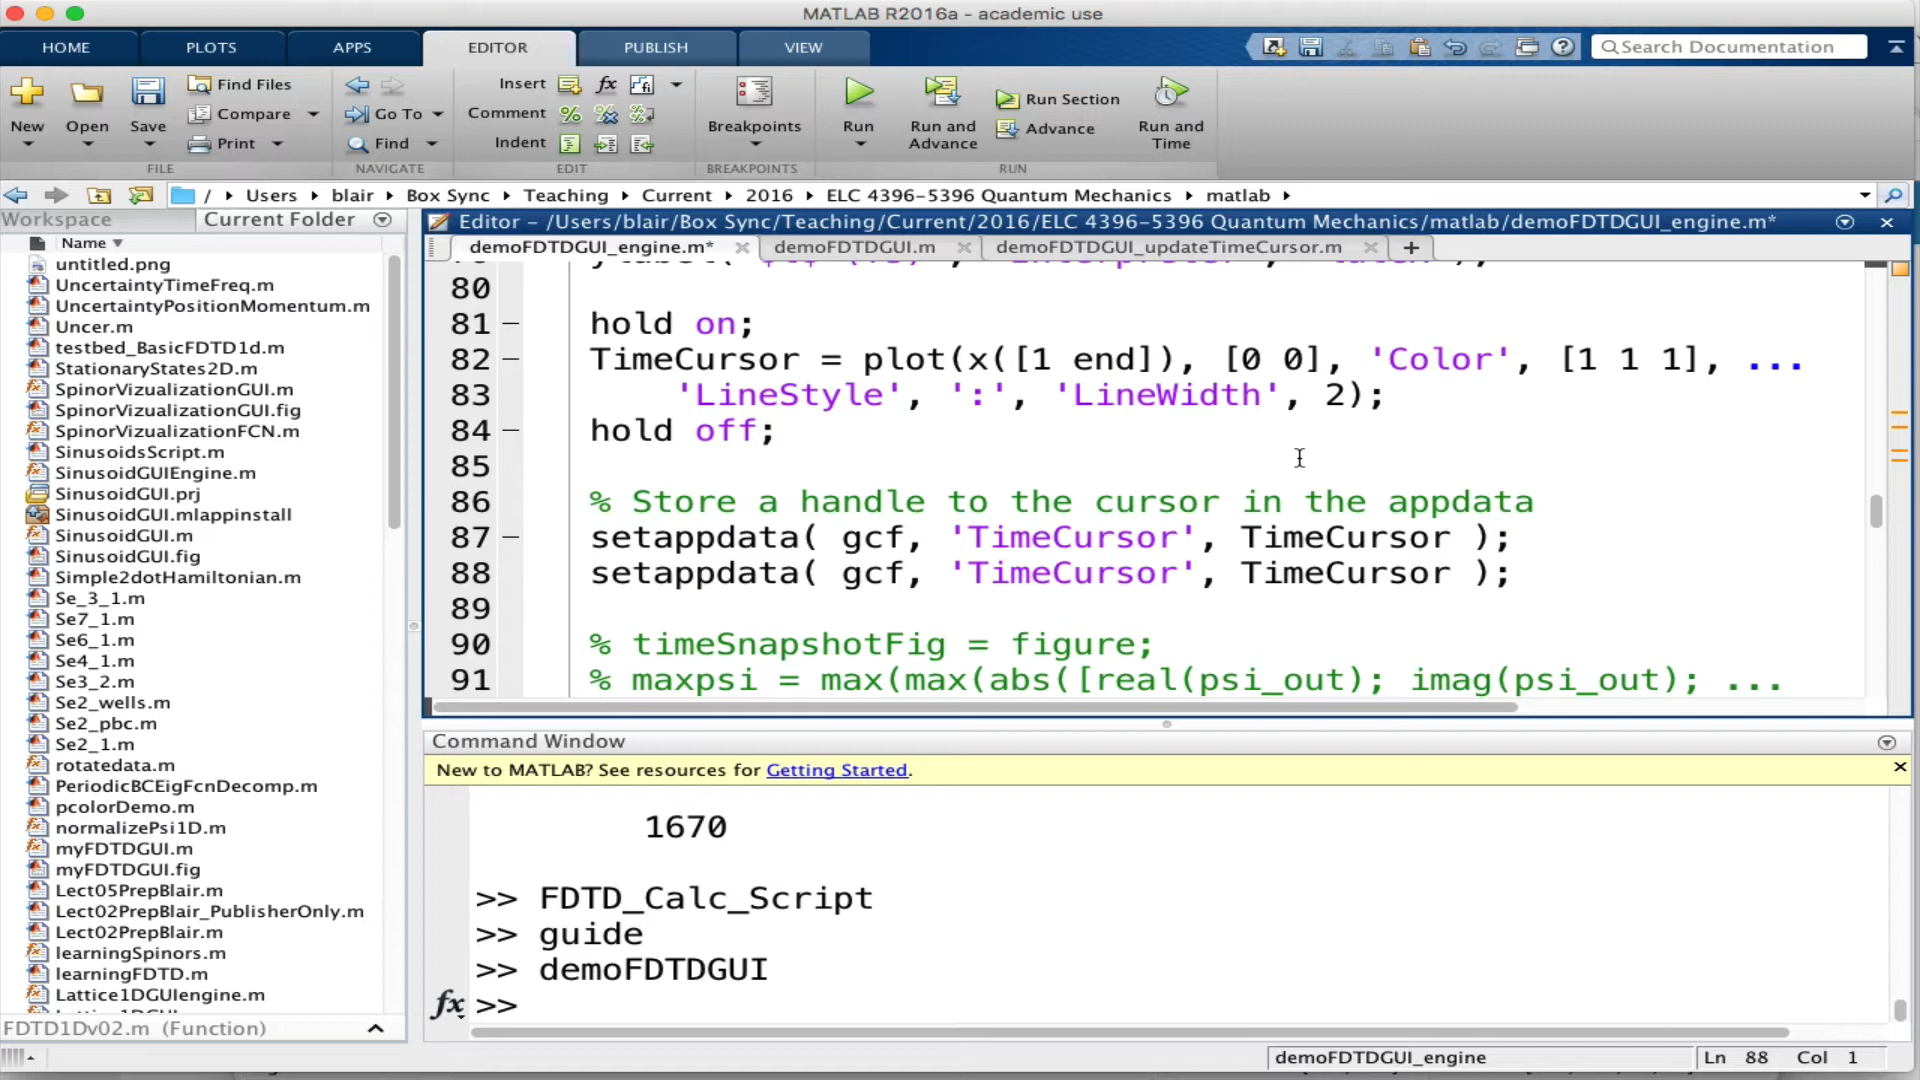 MATLAB R2016a - academic use
HOME PLOTS APPS EDITOR PUBLISH VIEW
Search Documentation
New Open Save Find Files Compare Print
FILE
Go To Find
NAVIGATE
Insert fx
Comment
Indent
EDIT
Breakpoints
BREAKPOINTS
Run Run and Advance Run Section Advance Run and Time
RUN
/ Users blair Box Sync Teaching Current 2016 ELC 4396-5396 Quantum Mechanics matlab
Workspace Current Folder
Name
untitled.png
UncertaintyTimeFreq.m
UncertaintyPositionMomentum.m
Uncer.m
testbed_BasicFDTD1d.m
StationaryStates2D.m
SpinorVizualizationGUI.m
SpinorVizualizationGUI.fig
SpinorVizualizationFCN.m
SinusoidsScript.m
SinusoidGUIEngine.m
SinusoidGUI.prj
SinusoidGUI.mlappinstall
SinusoidGUI.m
SinusoidGUI.fig
Simple2dotHamiltonian.m
Se_3_1.m
Se7_1.m
Se6_1.m
Se4_1.m
Se3_2.m
Se2_wells.m
Se2_pbc.m
Se2_1.m
rotatedata.m
PeriodicBCEigFcnDecomp.m
pcolorDemo.m
normalizePsi1D.m
myFDTDGUI.m
myFDTDGUI.fig
Lect05PrepBlair.m
Lect02PrepBlair_PublisherOnly.m
Lect02PrepBlair.m
learningSpinors.m
learningFDTD.m
Lattice1DGUIengine.m
FDTD1Dv02.m (Function)
Editor - /Users/blair/Box Sync/Teaching/Current/2016/ELC 4396-5396 Quantum Mechanics/matlab/demoFDTDGUI_engine.m*
demoFDTDGUI_engine.m* demoFDTDGUI.m demoFDTDGUI_updateTimeCursor.m +
80
81 – hold on;
82 – TimeCursor = plot(x([1 end]), [0 0], 'Color', [1 1 1], ...
83 'LineStyle', ':', 'LineWidth', 2);
84 – hold off;
85
86 % Store a handle to the cursor in the appdata
87 – setappdata( gcf, 'TimeCursor', TimeCursor );
88 setappdata( gcf, 'TimeCursor', TimeCursor );
89
90 % timeSnapshotFig = figure;
91 % maxpsi = max(max(abs([real(psi_out); imag(psi_out); ...
Command Window
New to MATLAB? See resources for Getting Started.
1670
>> FDTD_Calc_Script
>> guide
>> demoFDTDGUI
fx >>
demoFDTDGUI_engine Ln 88 Col 1